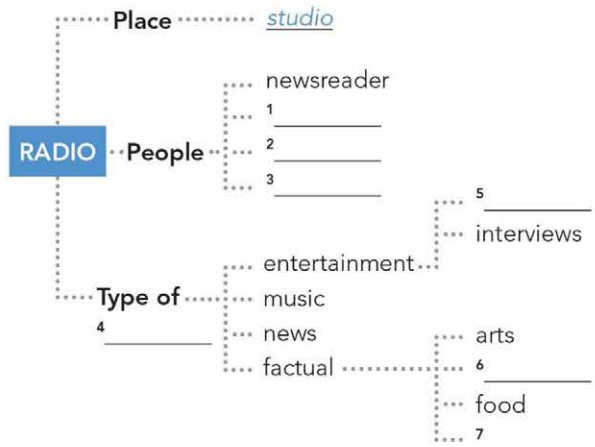 Place
studio
newsreader
1
RADIO
People
2
3
5
interviews
entertainment
Type of
music
4
news
arts
factual
6
food
7